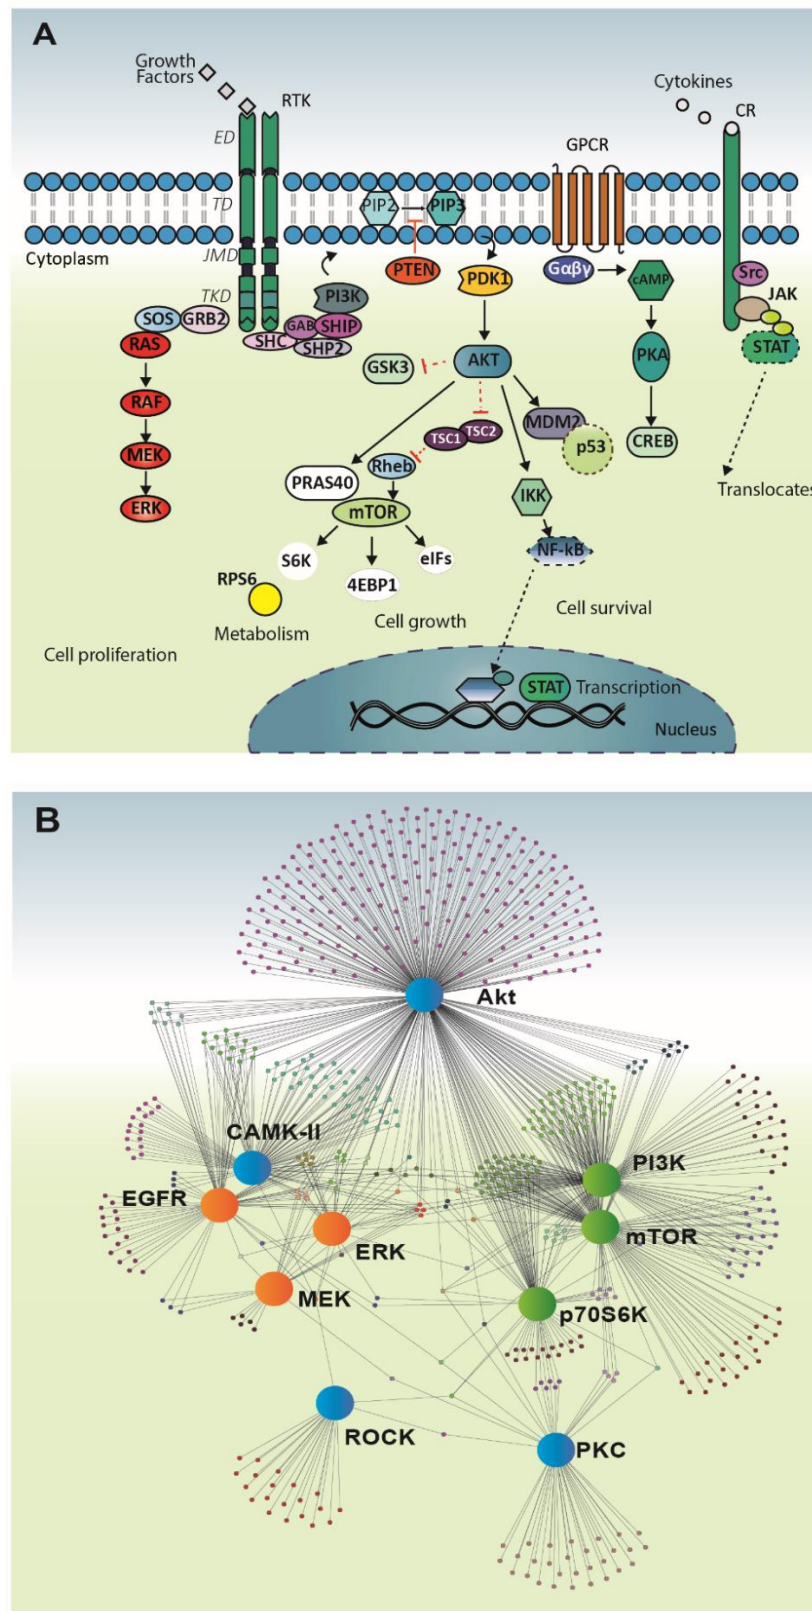 A
Growth
Factors
RTK
Cytokines
CR
ED
GPCR
TD
PIP2
PIP3
Cytoplasm
JMD
PTEN
PDK1
Gαβγ
cAMP
Src
TKD
PI3K
JAK
SOS
GRB2
GAB
SHIP
STAT
RAS
SHC
SHP2
GSK3
AKT
PKA
RAF
MDM2
p53
TSC1
TSC2
CREB
MEK
Rheb
PRAS40
IKK
Translocates
ERK
mTOR
NF-kB
S6K
eIFs
RPS6
4EBP1
Metabolism
Cell growth
Cell survival
Cell proliferation
STAT
Transcription
Nucleus
B
Akt
CAMK-II
PI3K
EGFR
mTOR
ERK
MEK
p70S6K
ROCK
PKC